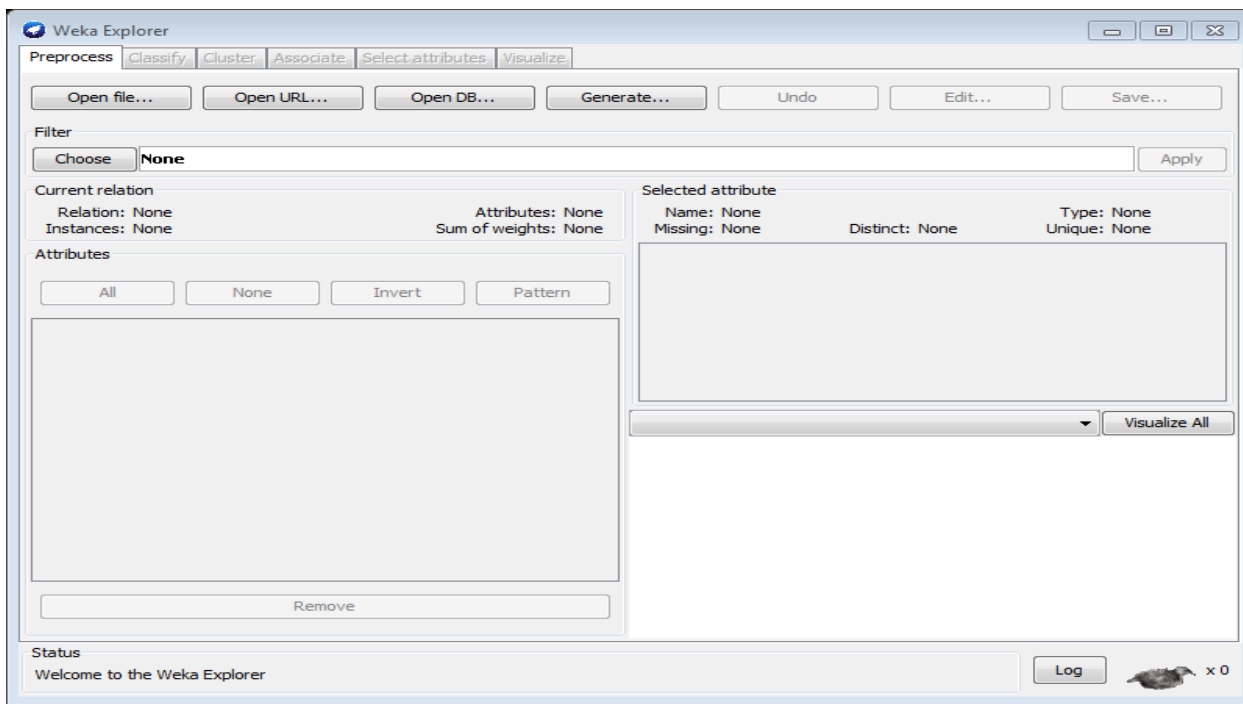 Weka Explorer
Preprocess Classify Cluster Associate Select attributes Visualize
Open file... Open URL... Open DB... Generate... Undo Edit... Save...
Filter
Choose None Apply
Current relation
Relation: None Attributes: None
Instances: None Sum of weights: None
Selected attribute
Name: None Type: None
Missing: None Distinct: None Unique: None
Attributes
All None Invert Pattern
Visualize All
Remove
Status
Welcome to the Weka Explorer
Log x 0